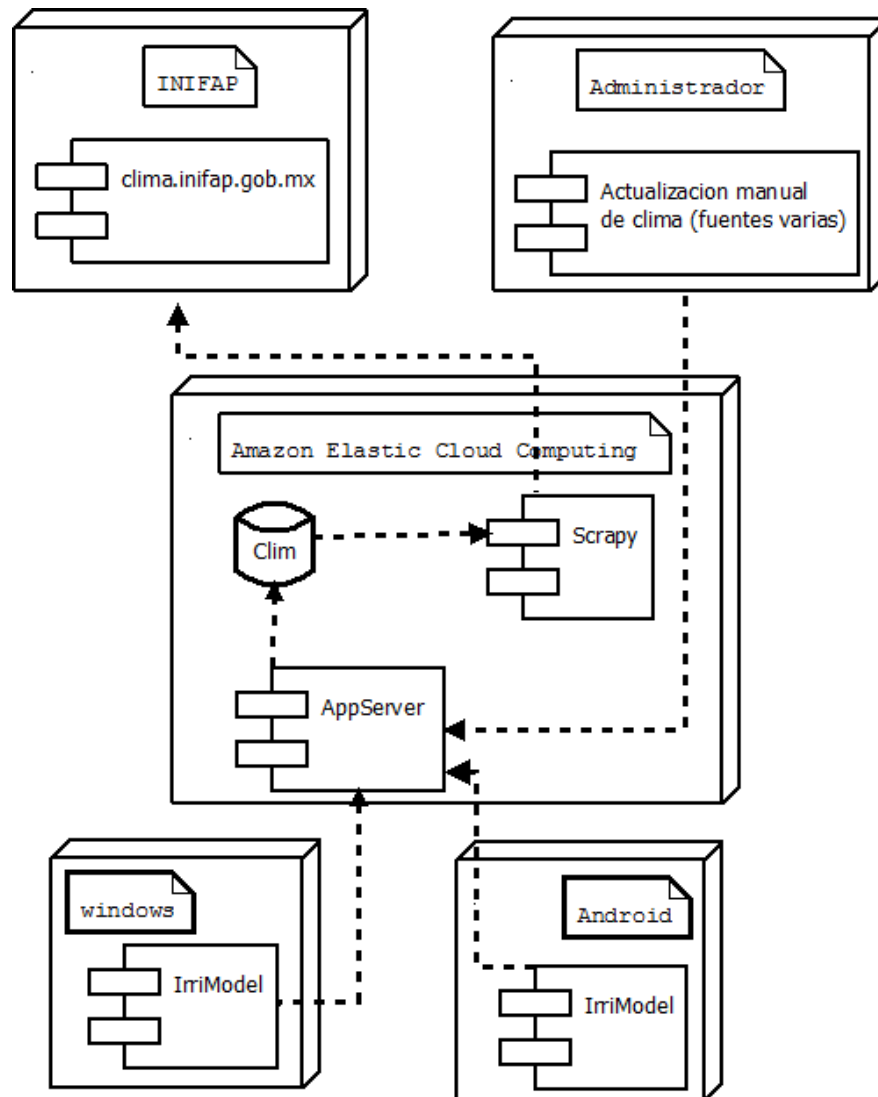 INIFAP
clima.inifap.gob.mx
Administrador
Actualizacion manual
de clima (fuentes varias)
Amazon Elastic Cloud Computing
Clim
Scrapy
AppServer
windows
IrriModel
Android
IrriModel